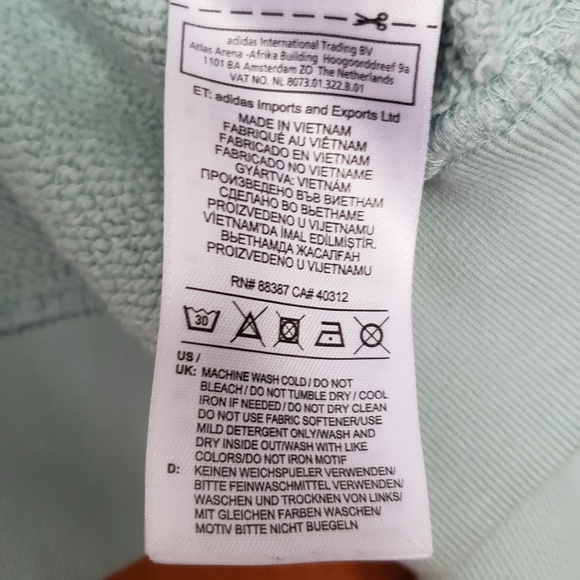 adidas International Trading BV
Atlas Arena -Afrika Building Hoogoorddreef 9a
1101 BA Amsterdam ZO The Netherlands
VAT NO. NL 8073.01.322.B.01
ET: adidas Imports and Exports Ltd
MADE IN VIETNAM
FABRIQUÉ AU VIÊTNAM
FABRICADO EN VIETNAM
FABRICADO NO VIETNAME
GYÁRTVA: VIETNÁM
ПРОИЗВЕДЕНО ВЪВ ВИЕТНАМ
СДЕЛАНО ВО ВЬЕТНАМЕ
PROIZVEDENO U VIJETNAMU
VİETNAM'DA İMAL EDİLMİŞTİR.
ВЬЕТНАМДА ЖАСАЛҒАН
PROIZVEDENO U VIJETNAMU
RN# 88387 CA# 40312
30
US /
UK: MACHINE WASH COLD / DO NOT
BLEACH / DO NOT TUMBLE DRY / COOL
IRON IF NEEDED / DO NOT DRY CLEAN
DO NOT USE FABRIC SOFTENER/USE
MILD DETERGENT ONLY/WASH AND
DRY INSIDE OUT/WASH WITH LIKE
COLORS/DO NOT IRON MOTIF
D: KEINEN WEICHSPUELER VERWENDEN/
BITTE FEINWASCHMITTEL VERWENDEN/
WASCHEN UND TROCKNEN VON LINKS/
MIT GLEICHEN FARBEN WASCHEN/
MOTIV BITTE NICHT BUEGELN